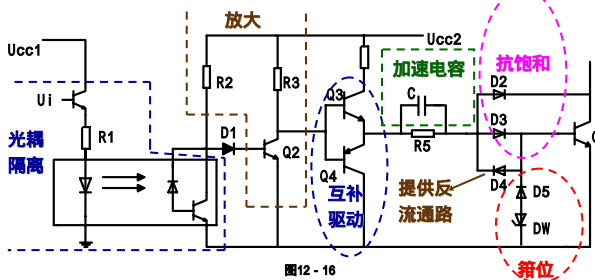 放大
Ucc1
Ucc2
抗饱和
加速电容
Ui
R2
R3
Q3
C
D2
光耦
隔离
R1
D1
Q2
R5
D3
Q
Q4
互补
驱动
提供反
流通路
D4
D5
DW
箝位
图12 - 16